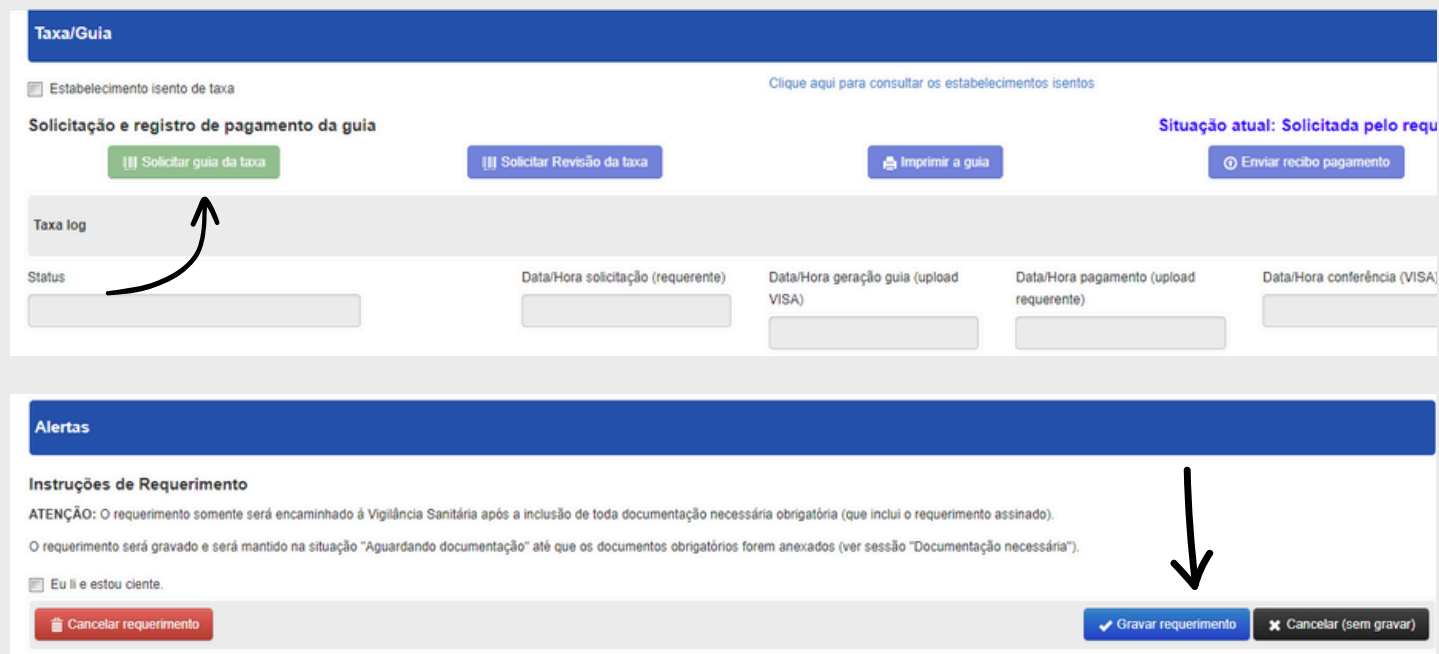 Taxa/Guia
Estabelecimento isento de taxa
Clique aqui para consultar os estabelecimentos isentos
Solicitação e registro de pagamento da guia
Situação atual: Solicitada pelo requ
Solicitar guia da taxa
Solicitar Revisão da taxa
Imprimir a guia
Enviar recibo pagamento
Taxa log
Status
Data/Hora solicitação (requerente)
Data/Hora geração guia (upload
VISA)
Data/Hora pagamento (upload
requerente)
Data/Hora conferência (VISA)
Alertas
Instruções de Requerimento
ATENÇÃO: O requerimento somente será encaminhado á Vigilância Sanitária após a inclusão de toda documentação necessária obrigatória (que inclui o requerimento assinado).
O requerimento será gravado e será mantido na situação "Aguardando documentação" até que os documentos obrigatórios forem anexados (ver sessão "Documentação necessária").
Eu li e estou ciente.
Cancelar requerimento
Gravar requerimento
Cancelar (sem gravar)